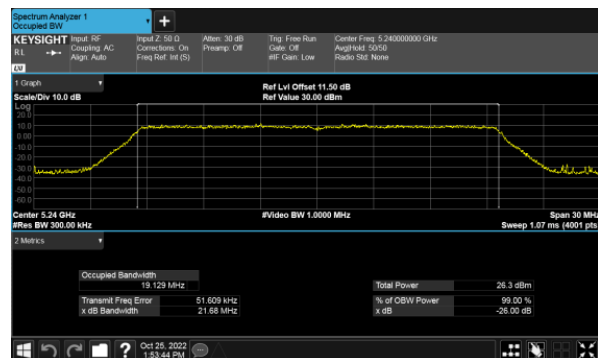 Spectrum Analyzer 1
Occupied BW
KEYSIGHT
RL
LXI
Input: RF
Coupling: AC
Align: Auto
Input Z: 50 Ω
Corrections: On
Freq Ref: Int (S)
Atten: 30 dB
Preamp: Off
Trig: Free Run
Gate: Off
#IF Gain: Low
Center Freq: 5.240000000 GHz
Avg|Hold: 50/50
Radio Std: None
1 Graph
Scale/Div 10.0 dB
Ref Lvl Offset 11.50 dB
Ref Value 30.00 dBm
Log
20.0
10.0
0.00
-10.0
-20.0
-30.0
-40.0
-50.0
-60.0
Center 5.24 GHz
#Video BW 1.0000 MHz
Span 30 MHz
#Res BW 300.00 kHz
Sweep 1.07 ms (4001 pts
2 Metrics
Occupied Bandwidth
19.129 MHz
Total Power 26.3 dBm
Transmit Freq Error 51.609 kHz
% of OBW Power 99.00 %
x dB Bandwidth 21.68 MHz
x dB -26.00 dB
?
Oct 25, 2022
1:53:44 PM